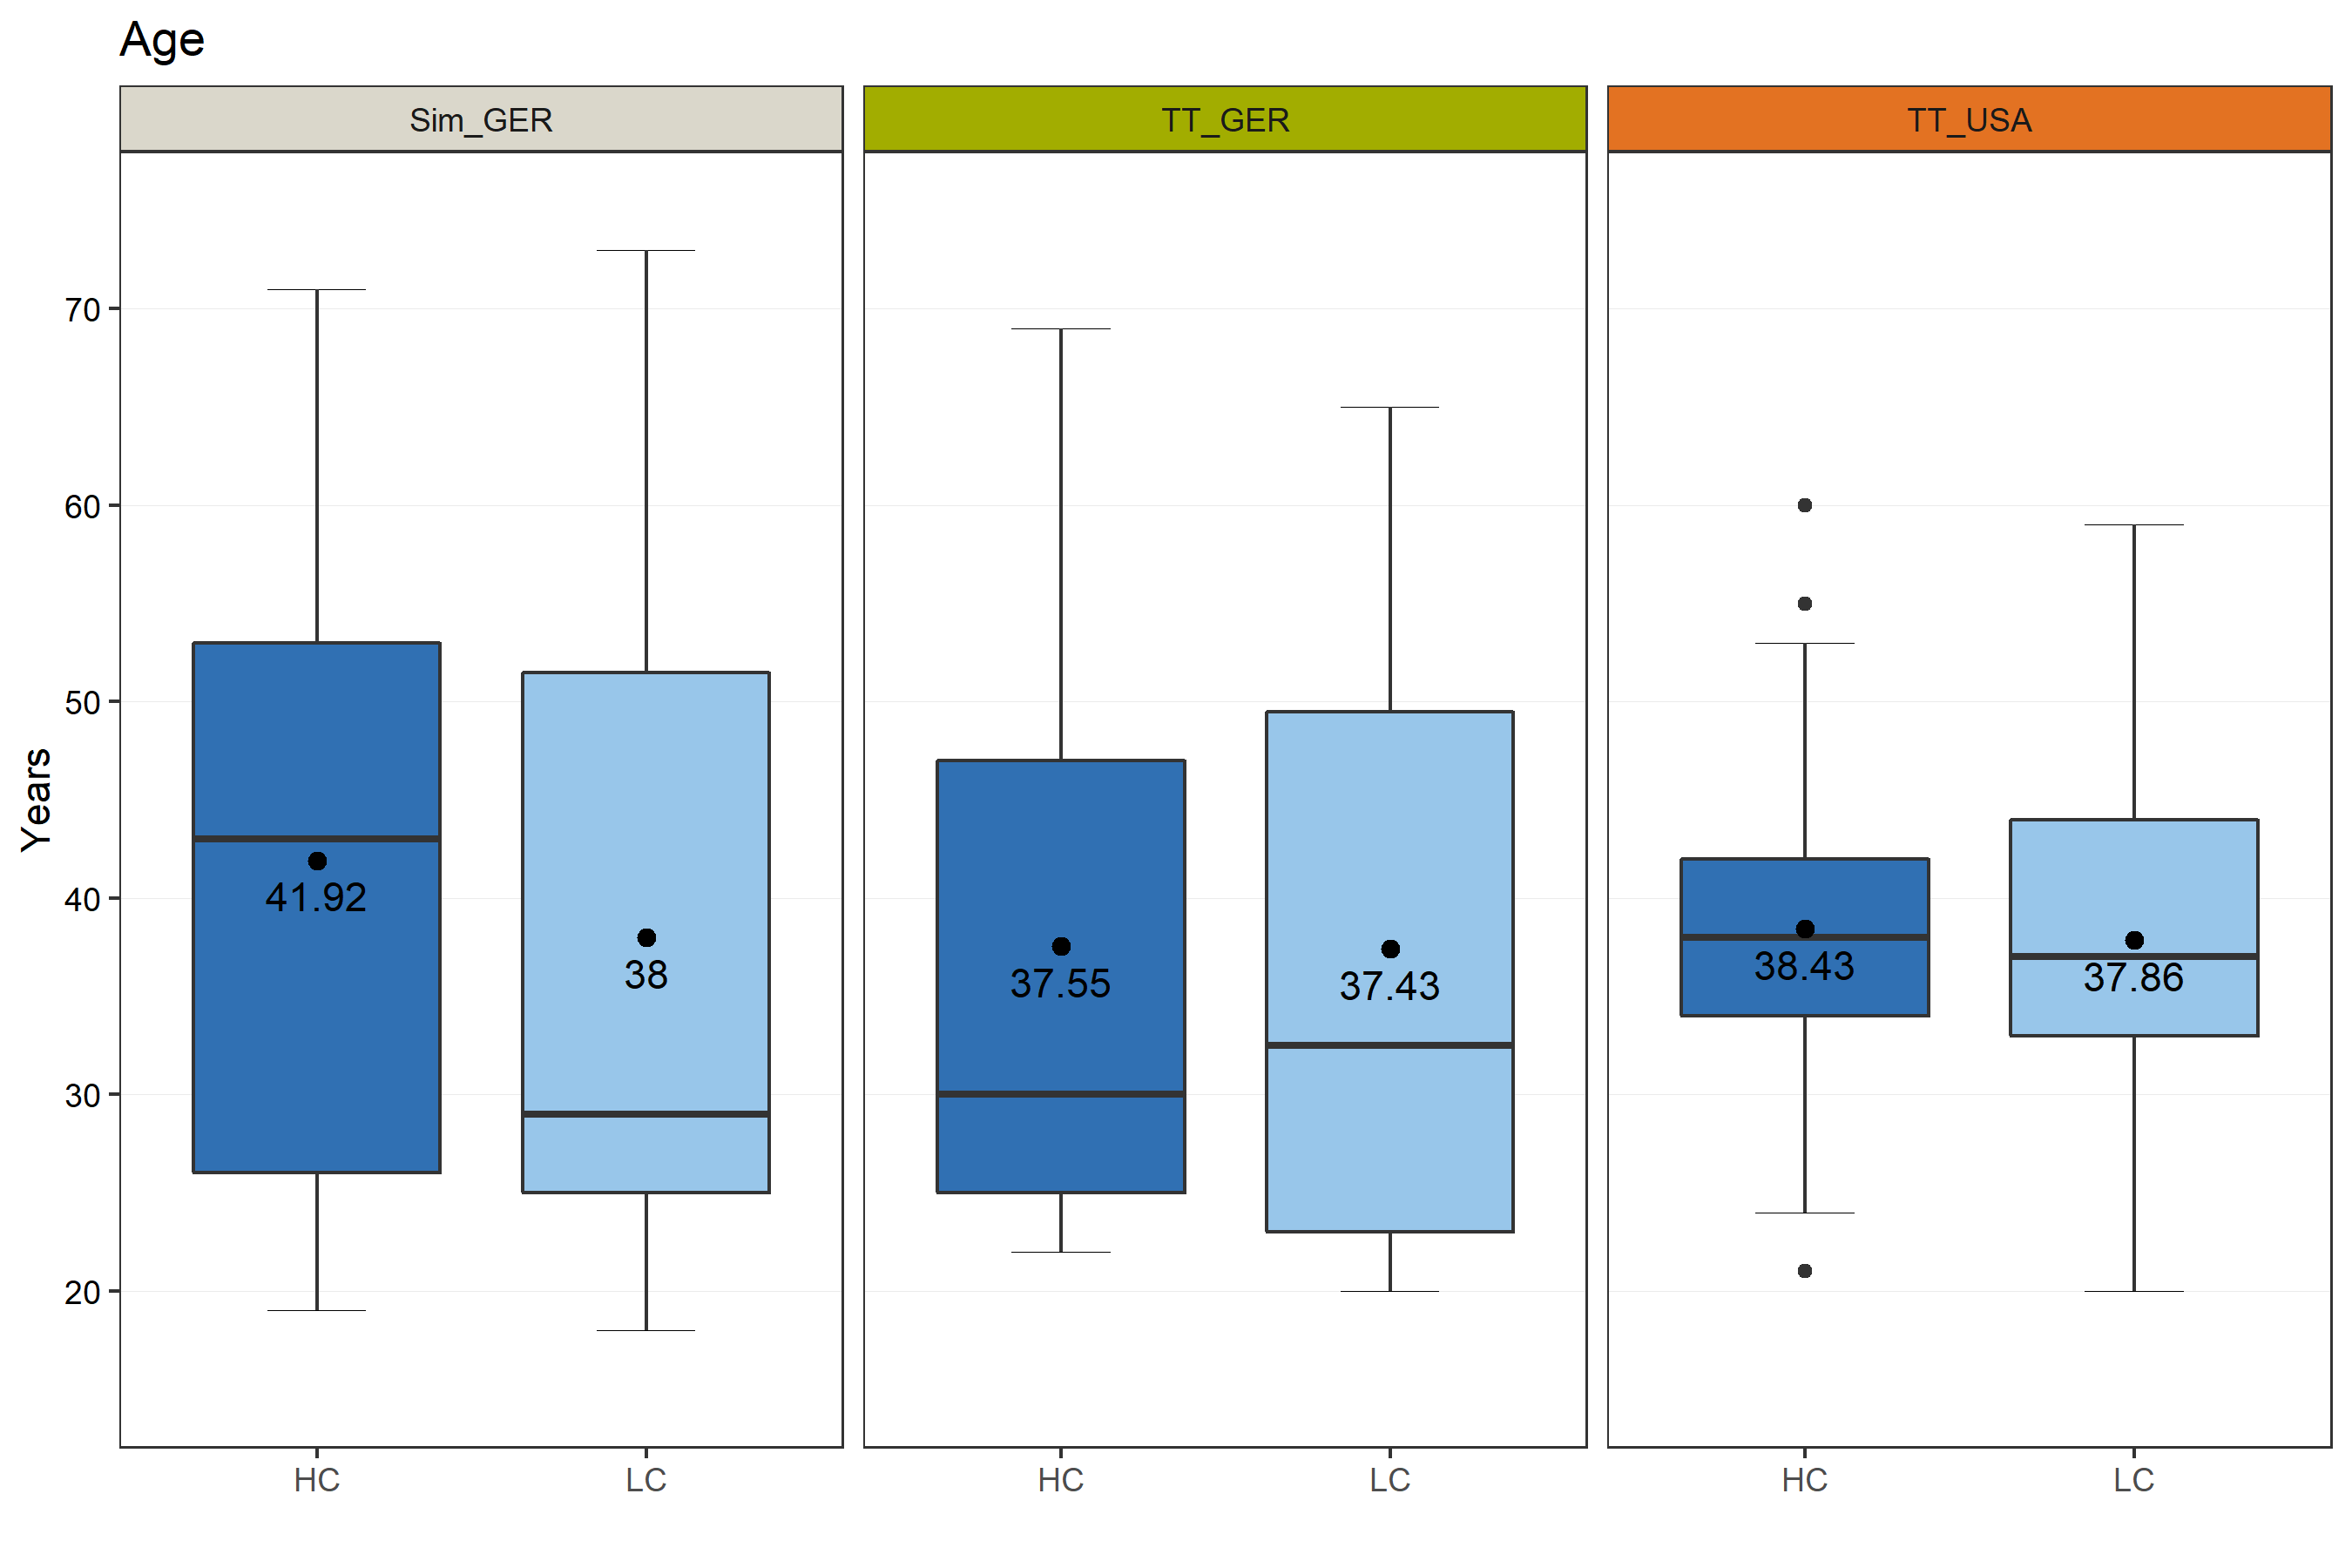 Age
Sim_GER
TT_GER
TT_USA
Years
70
60
50
40
30
20
41.92
38
37.55
37.43
38.43
37.86
HC
LC
HC
LC
HC
LC